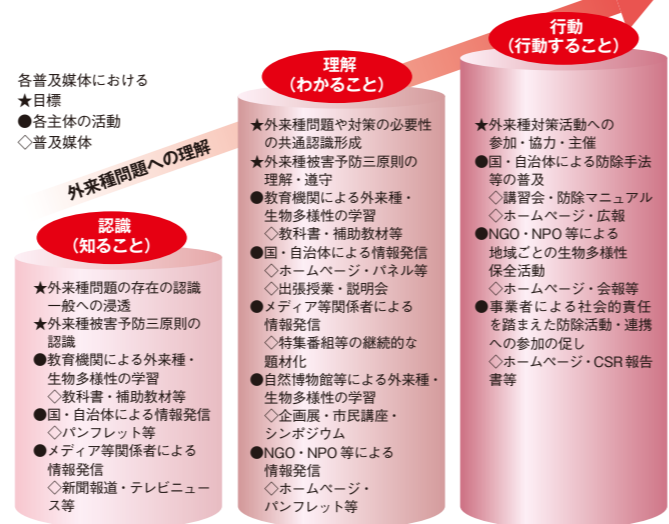 各普及媒体における
★目標
●各主体の活動
◇普及媒体
外来種問題への理解
認識
（知ること）
★外来種問題の存在の認識
一般への浸透
★外来種被害予防三原則の
認識
●教育機関による外来種・
生物多様性の学習
◇教科書・補助教材等
●国・自治体による情報発信
◇パンフレット等
●メディア等関係者による
情報発信
◇新聞報道・テレビニュー
ス等
理解
（わかること）
★外来種問題や対策の必要性
の共通認識形成
★外来種被害予防三原則の
理解・遵守
●教育機関による外来種・
生物多様性の学習
◇教科書・補助教材等
●国・自治体による情報発信
◇ホームページ・パネル等
◇出張授業・説明会
●メディア等関係者による
情報発信
◇特集番組等の継続的な
題材化
●自然博物館等による外来種・
生物多様性の学習
◇企画展・市民講座・
シンポジウム
●NGO・NPO等による
情報発信
◇ホームページ・
パンフレット等
行動
（行動すること）
★外来種対策活動への
参加・協力・主催
●国・自治体による防除手法
等の普及
◇講習会・防除マニュアル
◇ホームページ・広報
●NGO・NPO等による
地域ごとの生物多様性
保全活動
◇ホームページ・会報等
●事業者による社会的責任
を踏まえた防除活動・連携
への参加の促し
◇ホームページ・CSR報告
書等